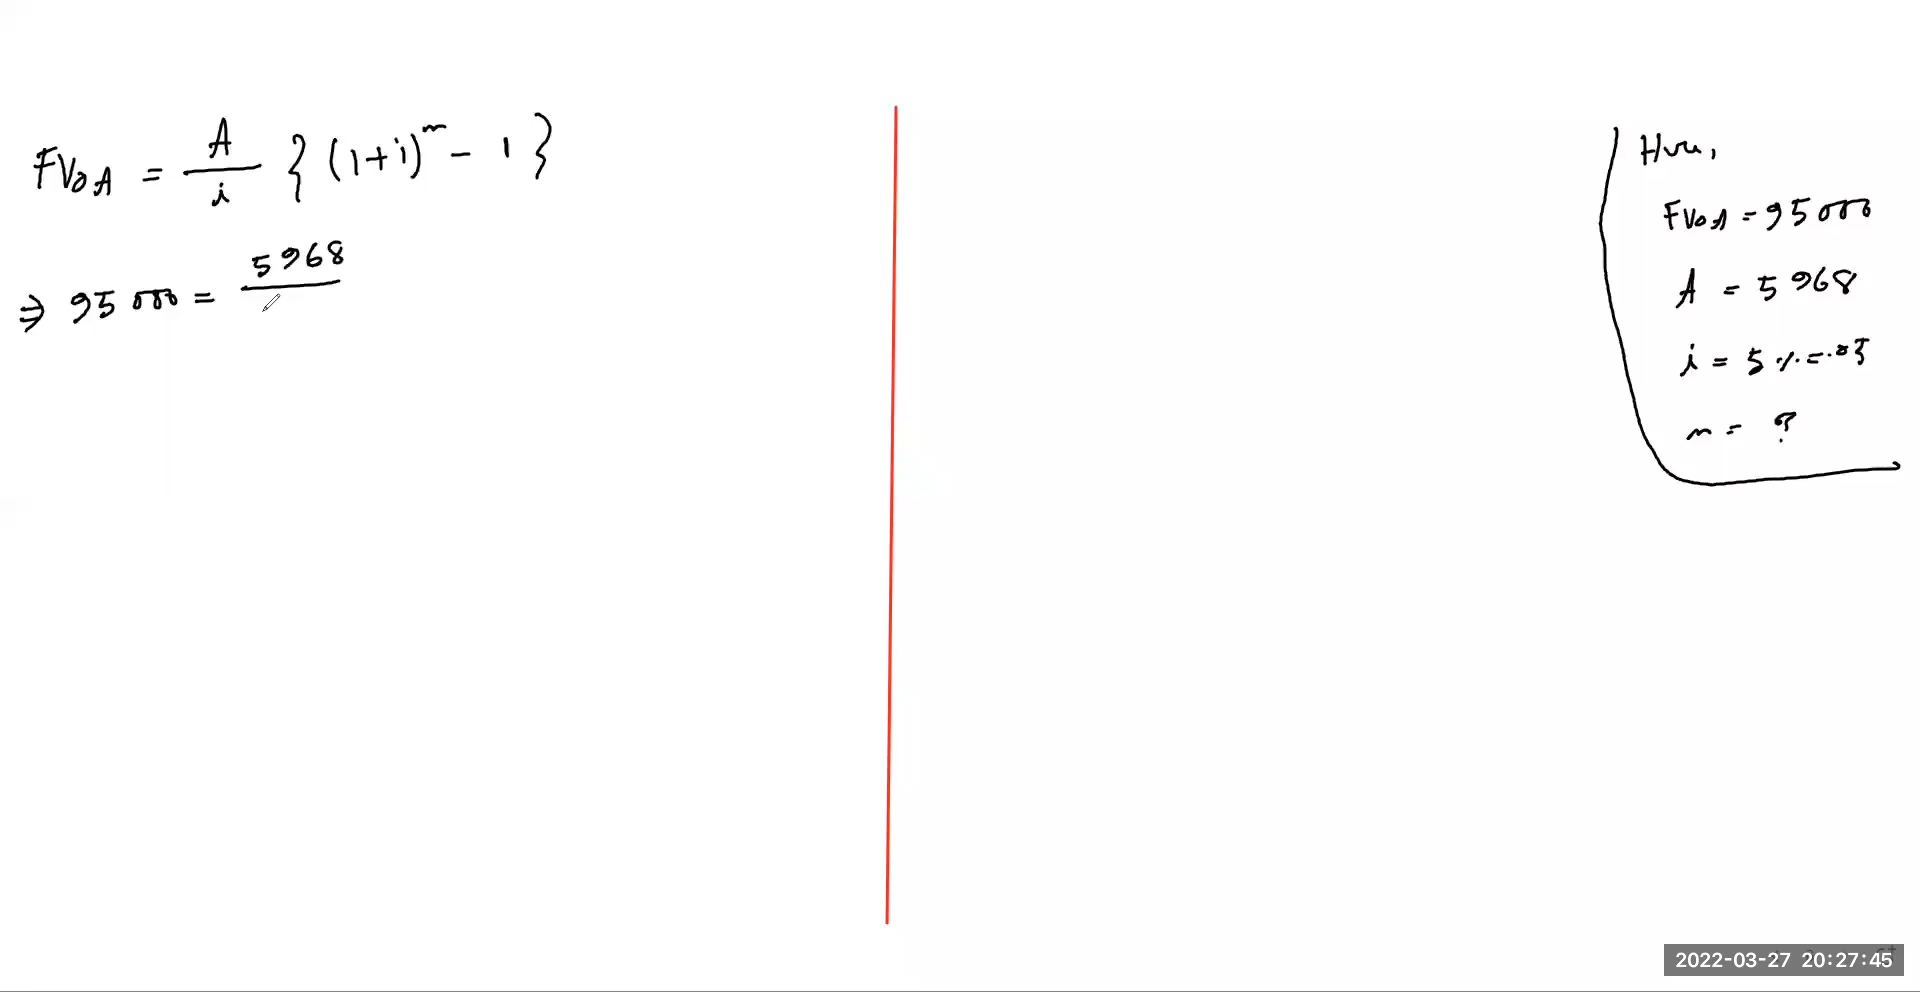 FVOA = A/i { (1+i)^n - 1 }
⇒ 95000 = 5968
Here,
FVOA = 95000
A = 5968
i = 5% = .05
n = ?
2022-03-27 20:27:45